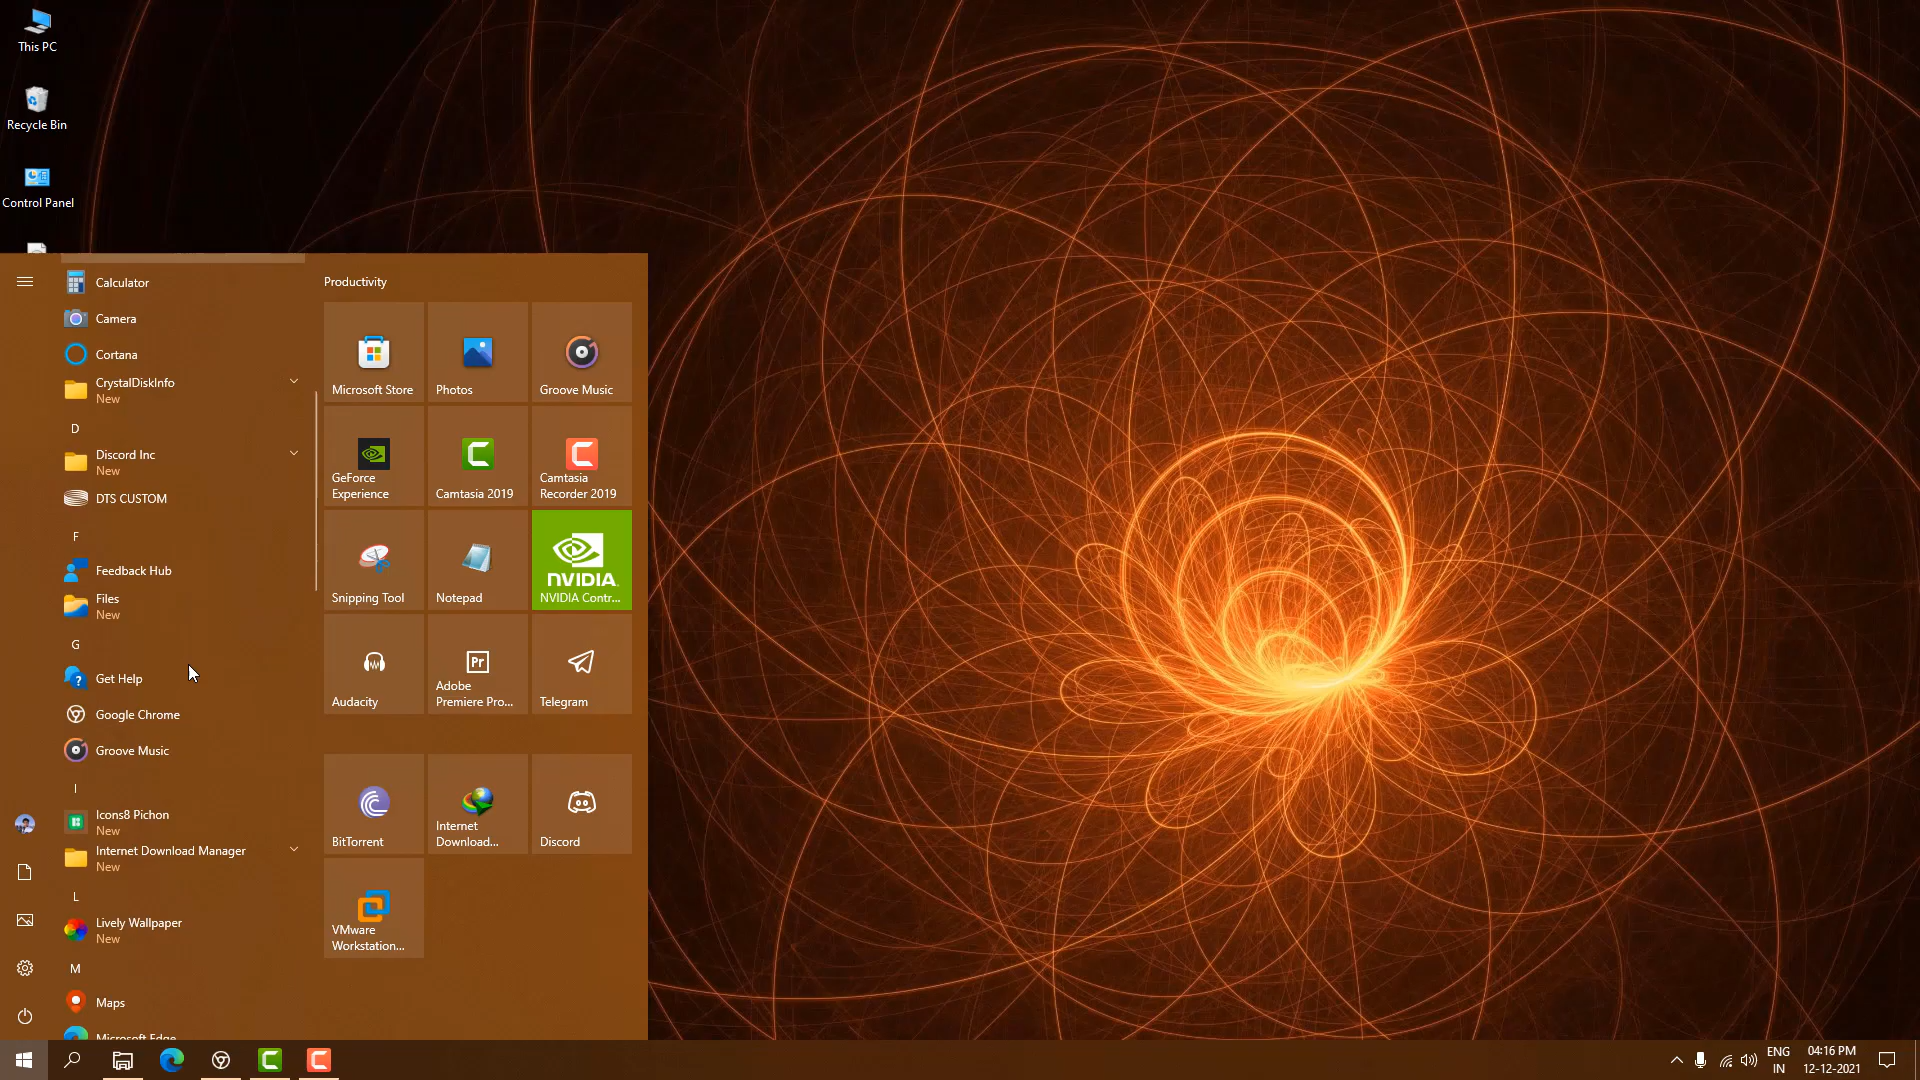 This PC
Recycle Bin
Control Panel
Calculator
Camera
Cortana
CrystalDiskInfo
New
D
Discord Inc
New
DTS CUSTOM
F
Feedback Hub
Files
New
G
Get Help
Google Chrome
Groove Music
I
Icons8 Pichon
New
Internet Download Manager
New
L
Lively Wallpaper
New
M
Maps
Microsoft Edge
Productivity
Microsoft Store
Photos
Groove Music
GeForce
Experience
Camtasia 2019
Camtasia
Recorder 2019
Snipping Tool
Notepad
NVIDIA.
NVIDIA Contr...
Audacity
Pr
Adobe
Premiere Pro...
Telegram
BitTorrent
Internet
Download...
Discord
VMware
Workstation...
ENG
IN
04:16 PM
12-12-2021